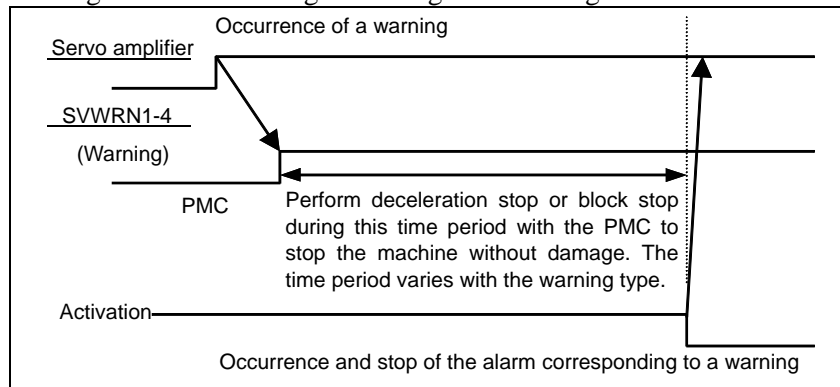 Occurrence of a warning
Servo amplifier
SVWRN1-4
(Warning)
PMC
Perform deceleration stop or block stop
during this time period with the PMC to
stop the machine without damage. The
time period varies with the warning type.
Activation
Occurrence and stop of the alarm corresponding to a warning